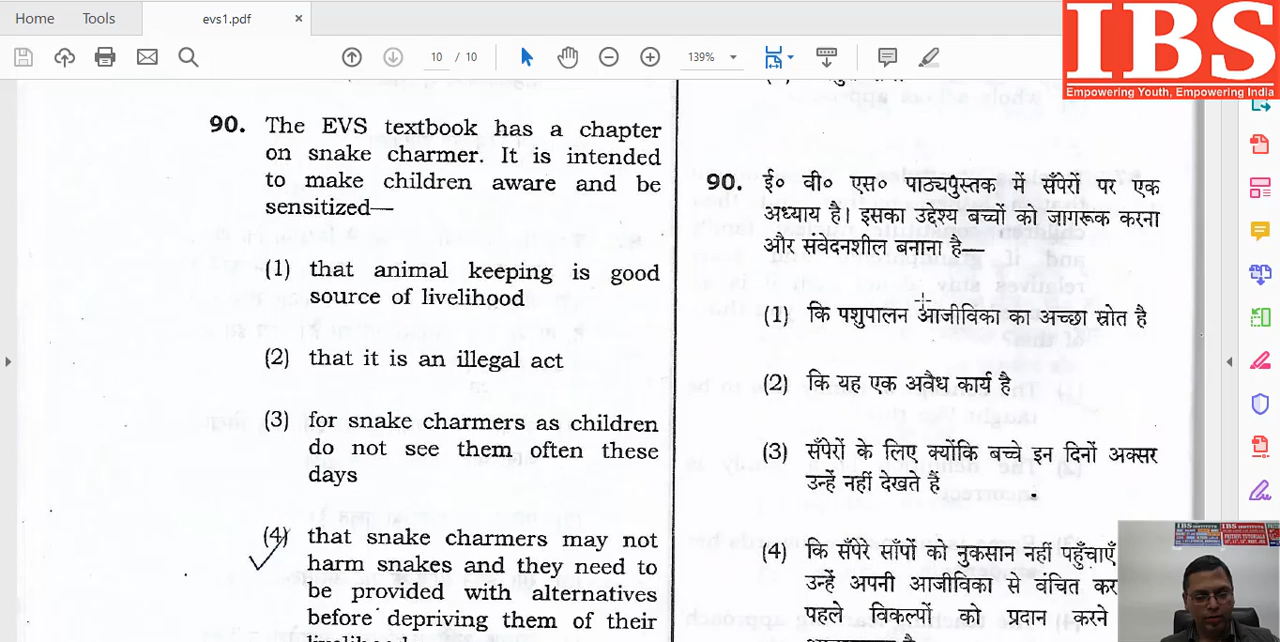 Home Tools evs1.pdf ×
10 / 10 139%
IBS
Empowering Youth, Empowering India
90. The EVS textbook has a chapter
on snake charmer. It is intended
to make children aware and be
sensitized—
(1) that animal keeping is good
source of livelihood
(2) that it is an illegal act
(3) for snake charmers as children
do not see them often these
days
(4) that snake charmers may not
harm snakes and they need to
be provided with alternatives
before depriving them of their
90. ई० वी० एस० पाठ्यपुस्तक में सँपेरों पर एक
अध्याय है। इसका उद्देश्य बच्चों को जागरूक करना
और संवेदनशील बनाना है—
(1) कि पशुपालन आजीविका का अच्छा स्रोत है
(2) कि यह एक अवैध कार्य है
(3) सँपेरों के लिए क्योंकि बच्चे इन दिनों अक्सर
उन्हें नहीं देखते हैं
(4) कि सँपेरे साँपों को नुकसान नहीं पहुँचाएँ
उन्हें अपनी आजीविका से वंचित कर
पहले विकल्पों को प्रदान करने